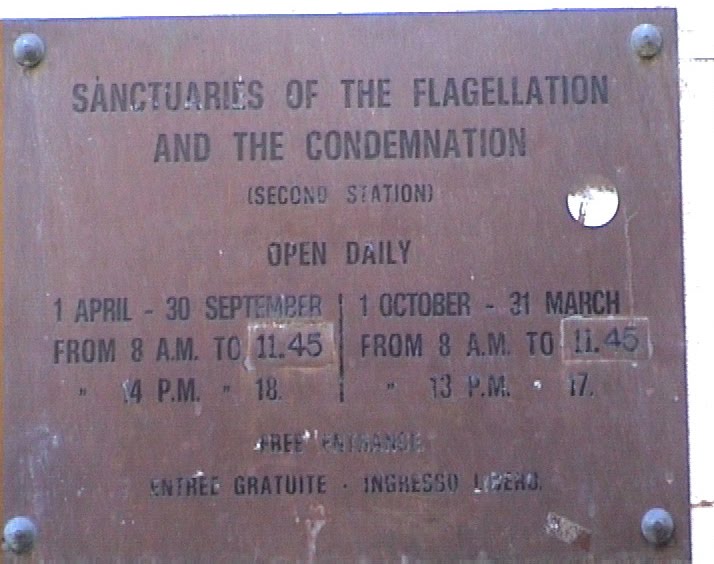 SANCTUARIES OF THE FLAGELLATION
AND THE CONDEMNATION
(SECOND STATION)
OPEN DAILY
1 APRIL - 30 SEPTEMBER | 1 OCTOBER - 31 MARCH
FROM 8 A.M. TO 11.45 | FROM 8 A.M. TO 11.45
" 14 P.M. " 18. | " 13 P.M. " 17.
FREE ENTRANCE
ENTREE GRATUITE - INGRESSO LIBERO.